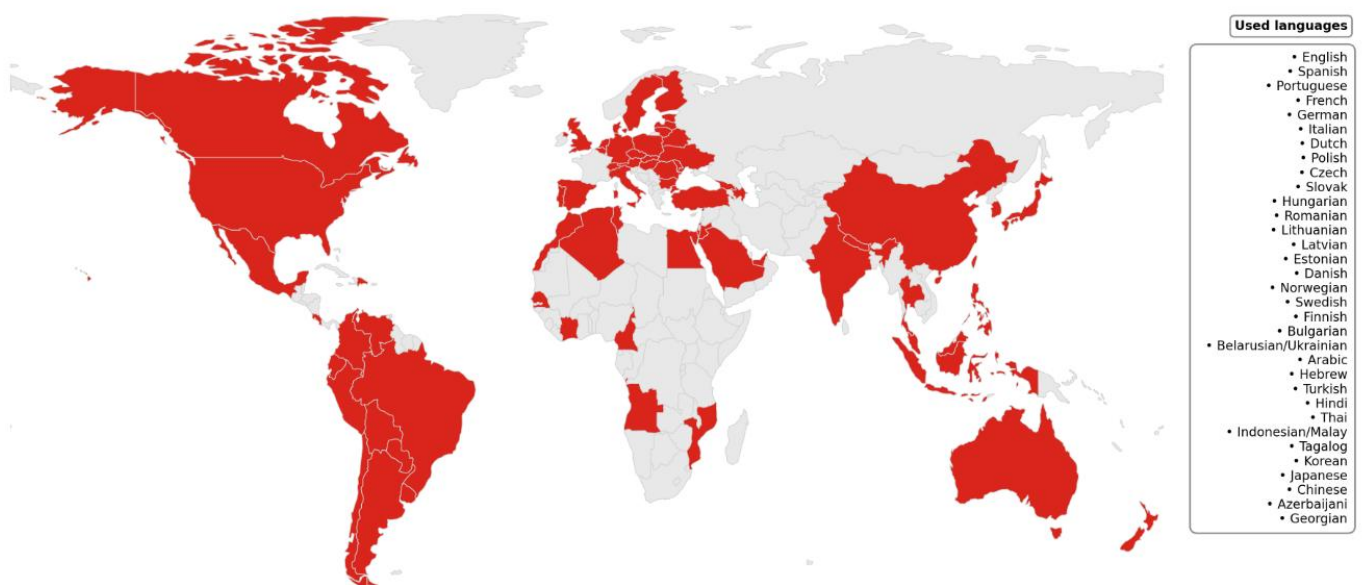 Used languages
• English
• Spanish
• Portuguese
• French
• German
• Italian
• Dutch
• Polish
• Czech
• Slovak
• Hungarian
• Romanian
• Lithuanian
• Latvian
• Estonian
• Danish
• Norwegian
• Swedish
• Finnish
• Bulgarian
• Belarusian/Ukrainian
• Arabic
• Hebrew
• Turkish
• Hindi
• Thai
• Indonesian/Malay
• Tagalog
• Korean
• Japanese
• Chinese
• Azerbaijani
• Georgian